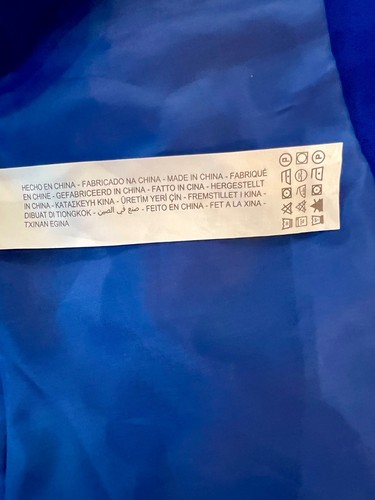 HECHO EN CHINA - FABRICADO NA CHINA - MADE IN CHINA - FABRIQUÉ
EN CHINE - GEFABRICEERD IN CHINA - FATTO IN CINA - HERGESTELLT
IN CHINA - ΚΑΤΑΣΚΕΥΗ ΚΙΝΑ - ÜRETİM YERİ ÇİN - FREMSTILLET I KINA -
DIBUAT DI TIONGKOK - صنع في الصين - FEITO EN CHINA - FET A LA XINA -
TXINAN EGINA